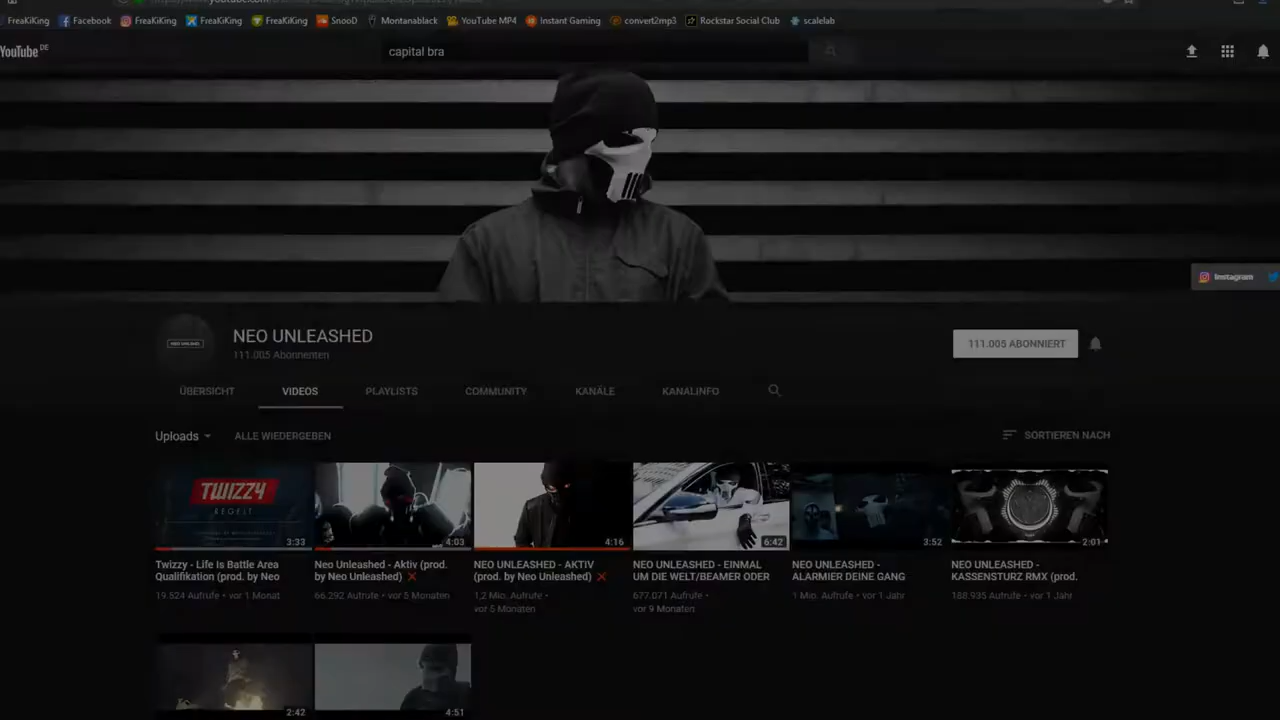 FreaKiKing Facebook FreaKiKing FreaKiKing FreaKiKing SnooD Montanablack YouTube MP4 Instant Gaming convert2mp3 Rockstar Social Club scalelab
YouTube DE
capital bra
Instagram
NEO UNLEASHED
111.005 Abonnenten
111.005 ABONNIERT
ÜBERSICHT VIDEOS PLAYLISTS COMMUNITY KANÄLE KANALINFO
Uploads ALLE WIEDERGEBEN
SORTIEREN NACH
TWIZZY
REGELT
3:33 4:03 4:16 6:42 3:52 2:01
Twizzy - Life Is Battle Area
Qualifikation (prod. by Neo
19.524 Aufrufe • vor 1 Monat
Neo Unleashed - Aktiv (prod.
by Neo Unleashed) ❌
66.292 Aufrufe • vor 5 Monaten
NEO UNLEASHED - AKTIV
(prod. by Neo Unleashed) ❌
1,2 Mio. Aufrufe •
vor 5 Monaten
NEO UNLEASHED - EINMAL
UM DIE WELT/BEAMER ODER
677.071 Aufrufe •
vor 9 Monaten
NEO UNLEASHED -
ALARMIER DEINE GANG
1 Mio. Aufrufe • vor 1 Jahr
NEO UNLEASHED -
KASSENSTURZ RMX (prod.
188.935 Aufrufe • vor 1 Jahr
2:42 4:51